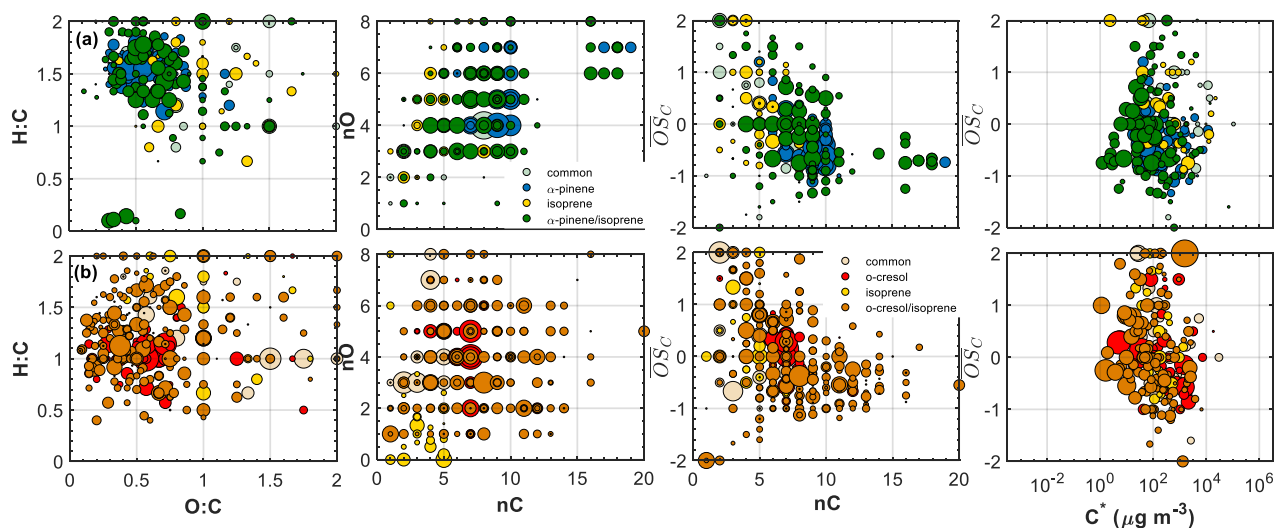 (a)
H:C
2
1.5
1
0.5
0
nO
8
6
4
2
0
common
α-pinene
isoprene
α-pinene/isoprene
OS̅C
2
1
0
-1
-2
OS̅C
2
1
0
-1
-2
(b)
H:C
2
1.5
1
0.5
0
0 0.5 1 1.5 2
O:C
nO
8
6
4
2
0
0 5 10 15 20
nC
common
o-cresol
isoprene
o-cresol/isoprene
OS̅C
2
1
0
-1
-2
0 5 10 15 20
nC
OS̅C
2
1
0
-1
-2
10⁻² 10⁰ 10² 10⁴ 10⁶
C* (μg m⁻³)